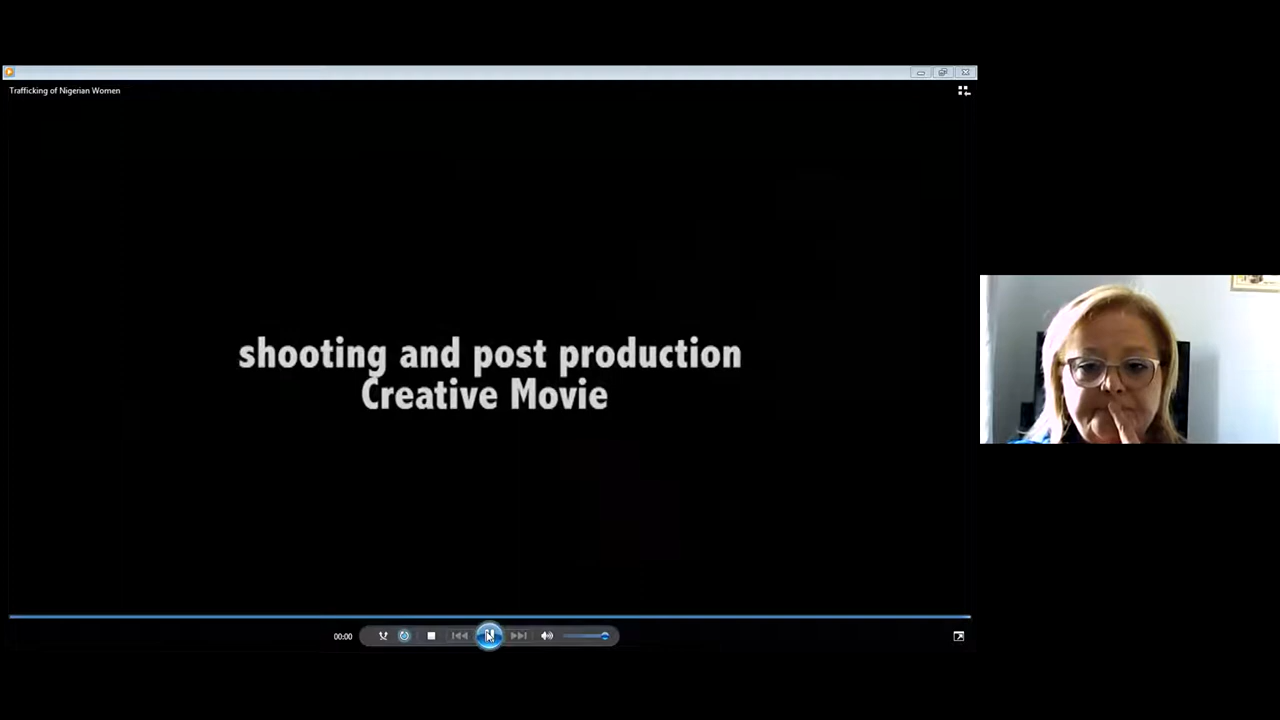 Trafficking of Nigerian Women
shooting and post production
Creative Movie
00:00